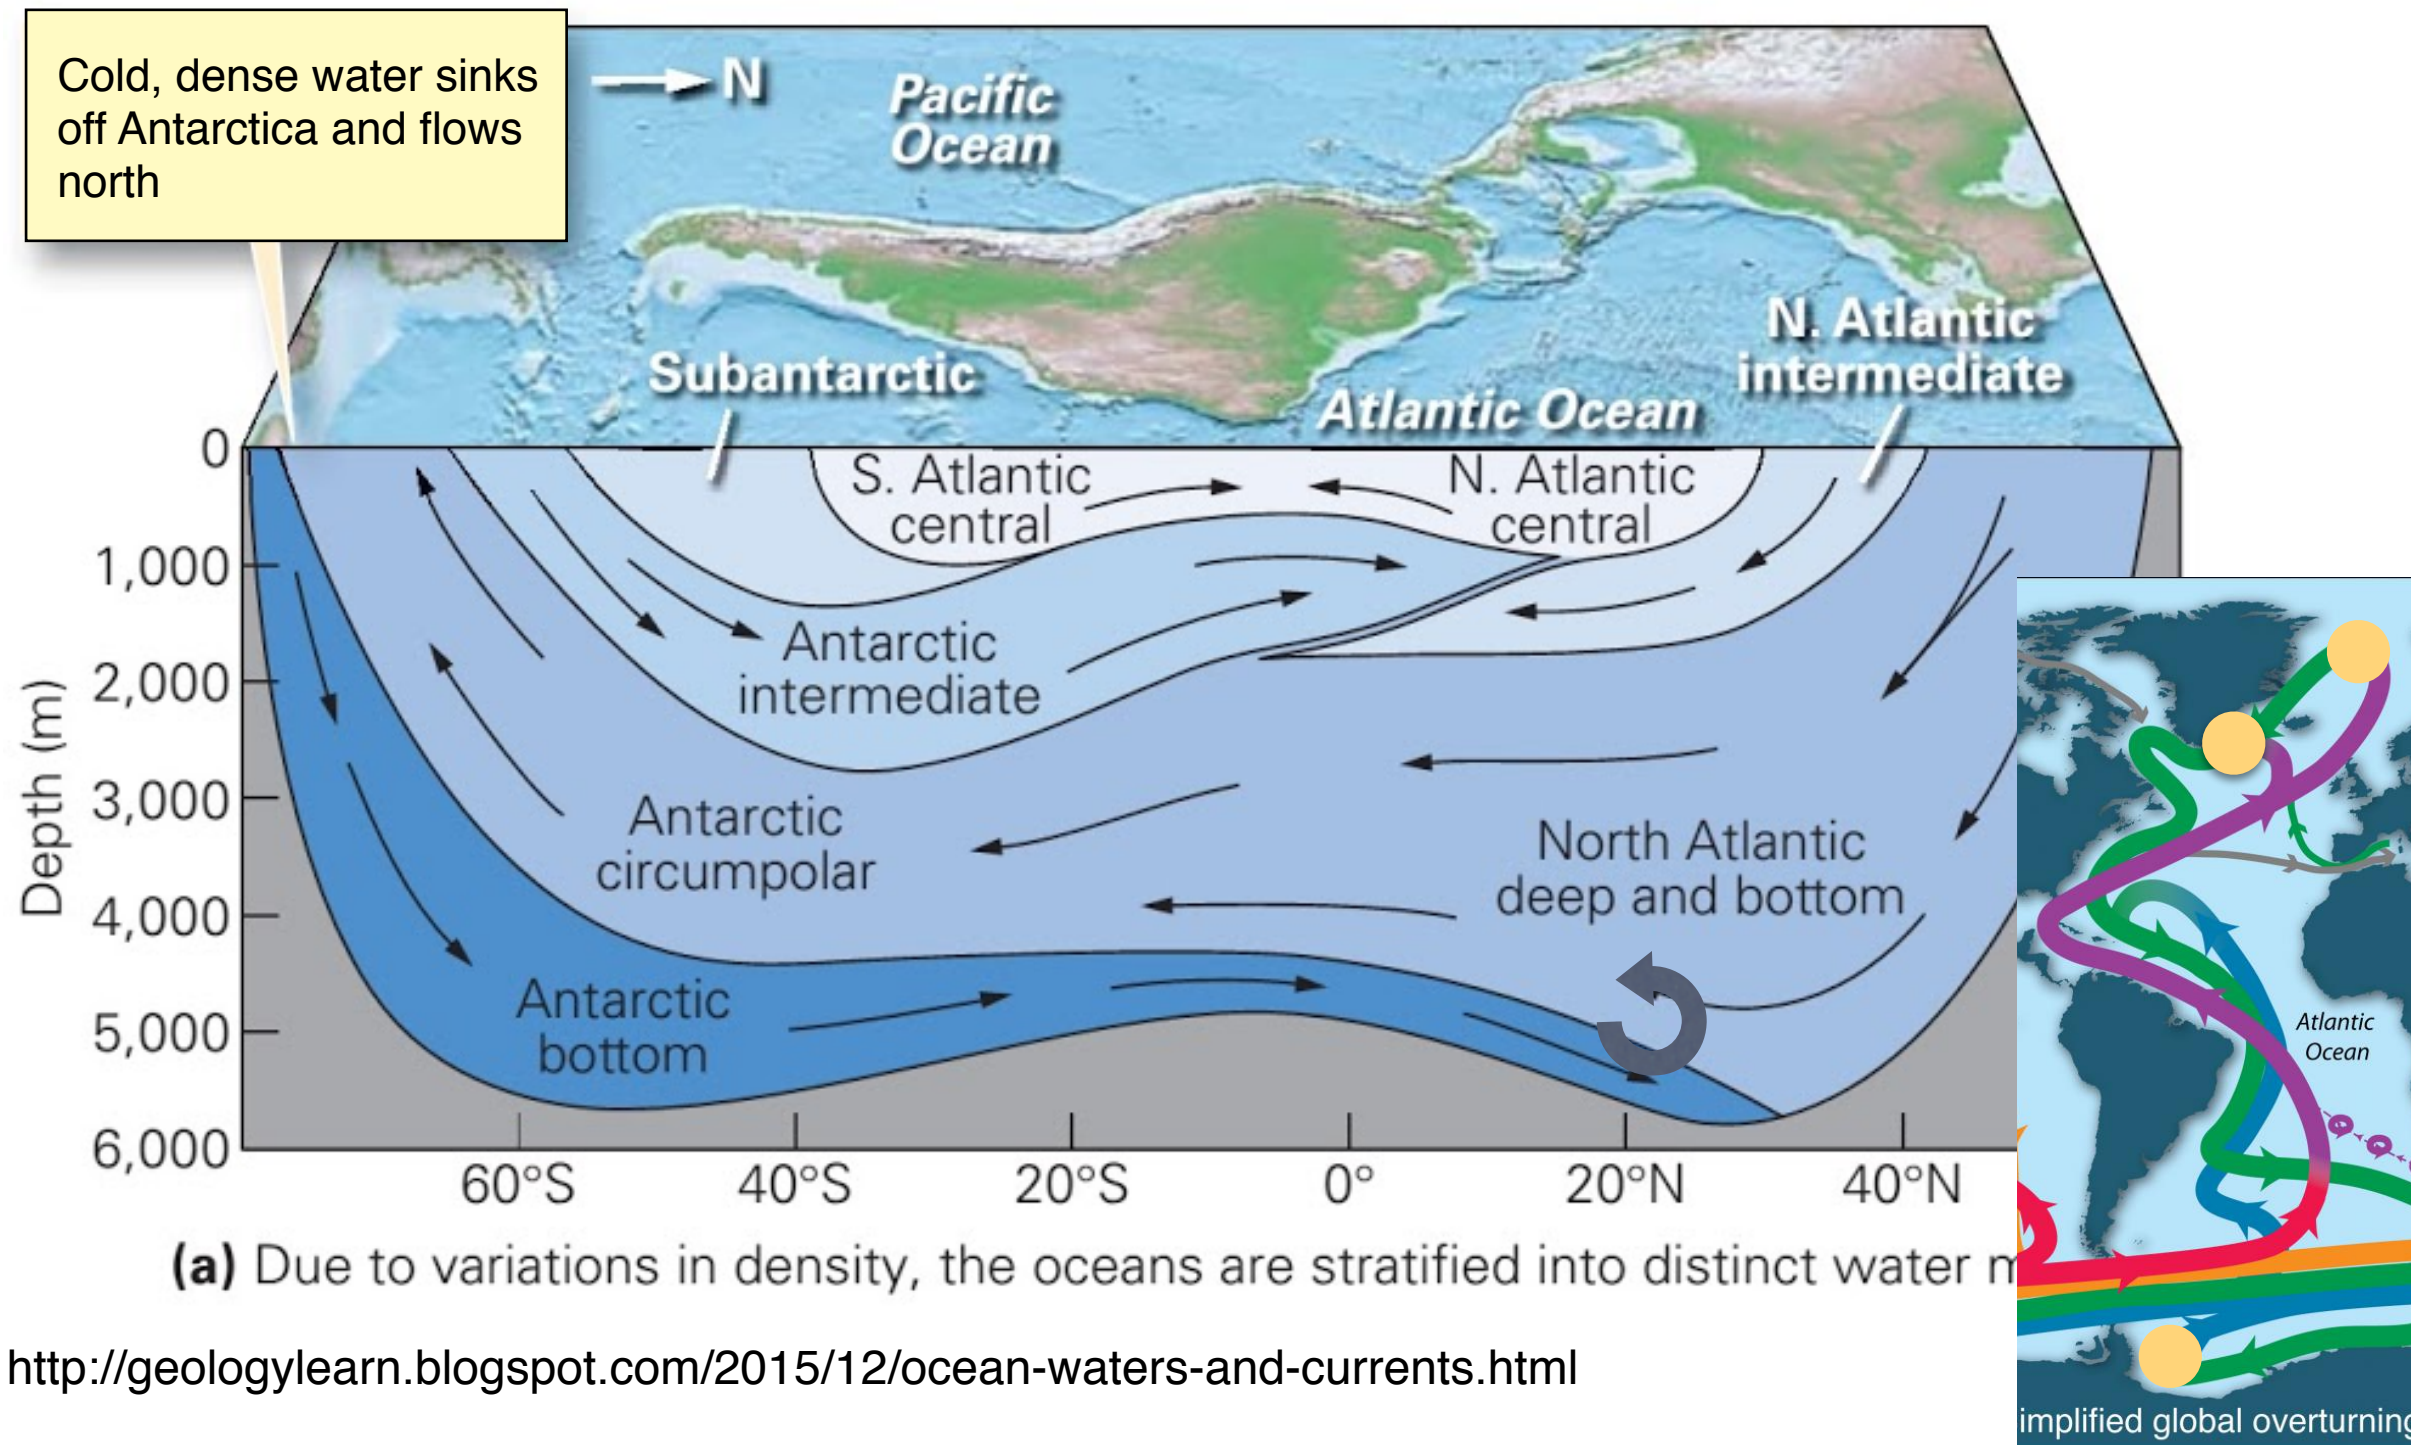 Cold, dense water sinks
off Antarctica and flows
north
N
Pacific
Ocean
Subantarctic
Atlantic Ocean
N. Atlantic
intermediate
0
1,000
2,000
3,000
4,000
5,000
6,000
Depth (m)
S. Atlantic
central
N. Atlantic
central
Antarctic
intermediate
Antarctic
circumpolar
North Atlantic
deep and bottom
Antarctic
bottom
60°S
40°S
20°S
0°
20°N
40°N
(a) Due to variations in density, the oceans are stratified into distinct water m
Atlantic
Ocean
implified global overturning
http://geologylearn.blogspot.com/2015/12/ocean-waters-and-currents.html